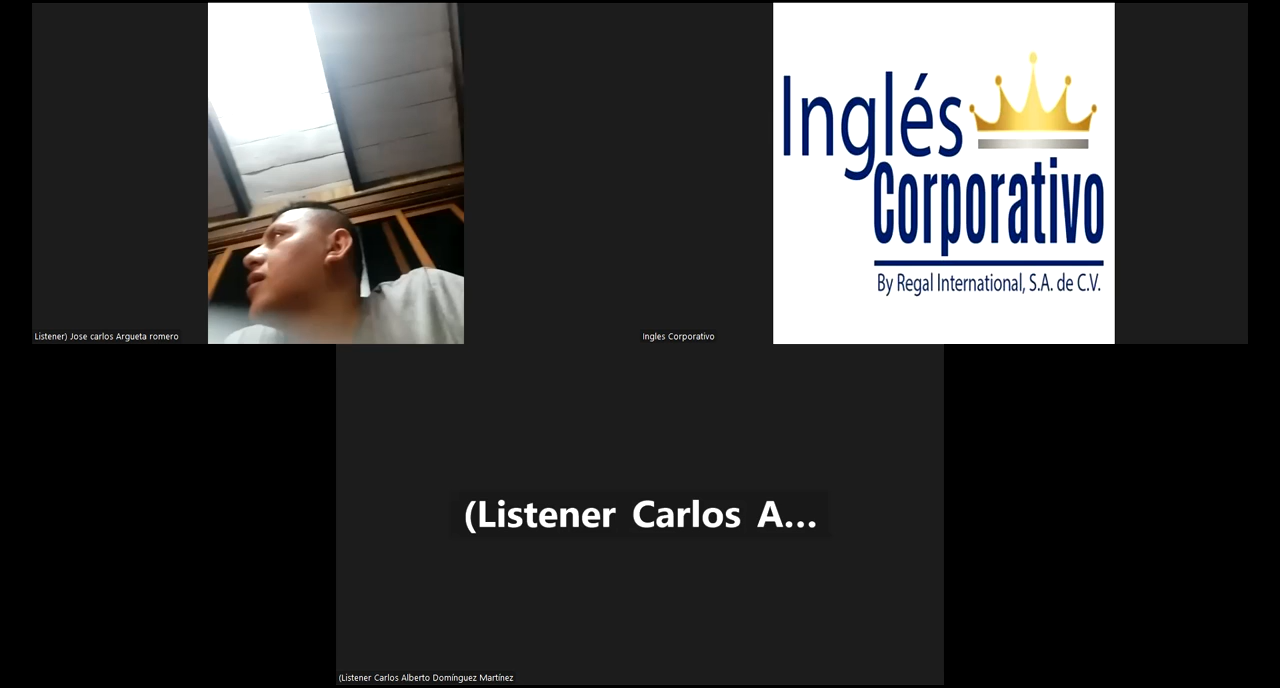 Inglés
Corporativo
By Regal International, S.A. de C.V.
Listener) Jose carlos Argueta romero
Ingles Corporativo
(Listener Carlos A...
(Listener Carlos Alberto Domínguez Martínez